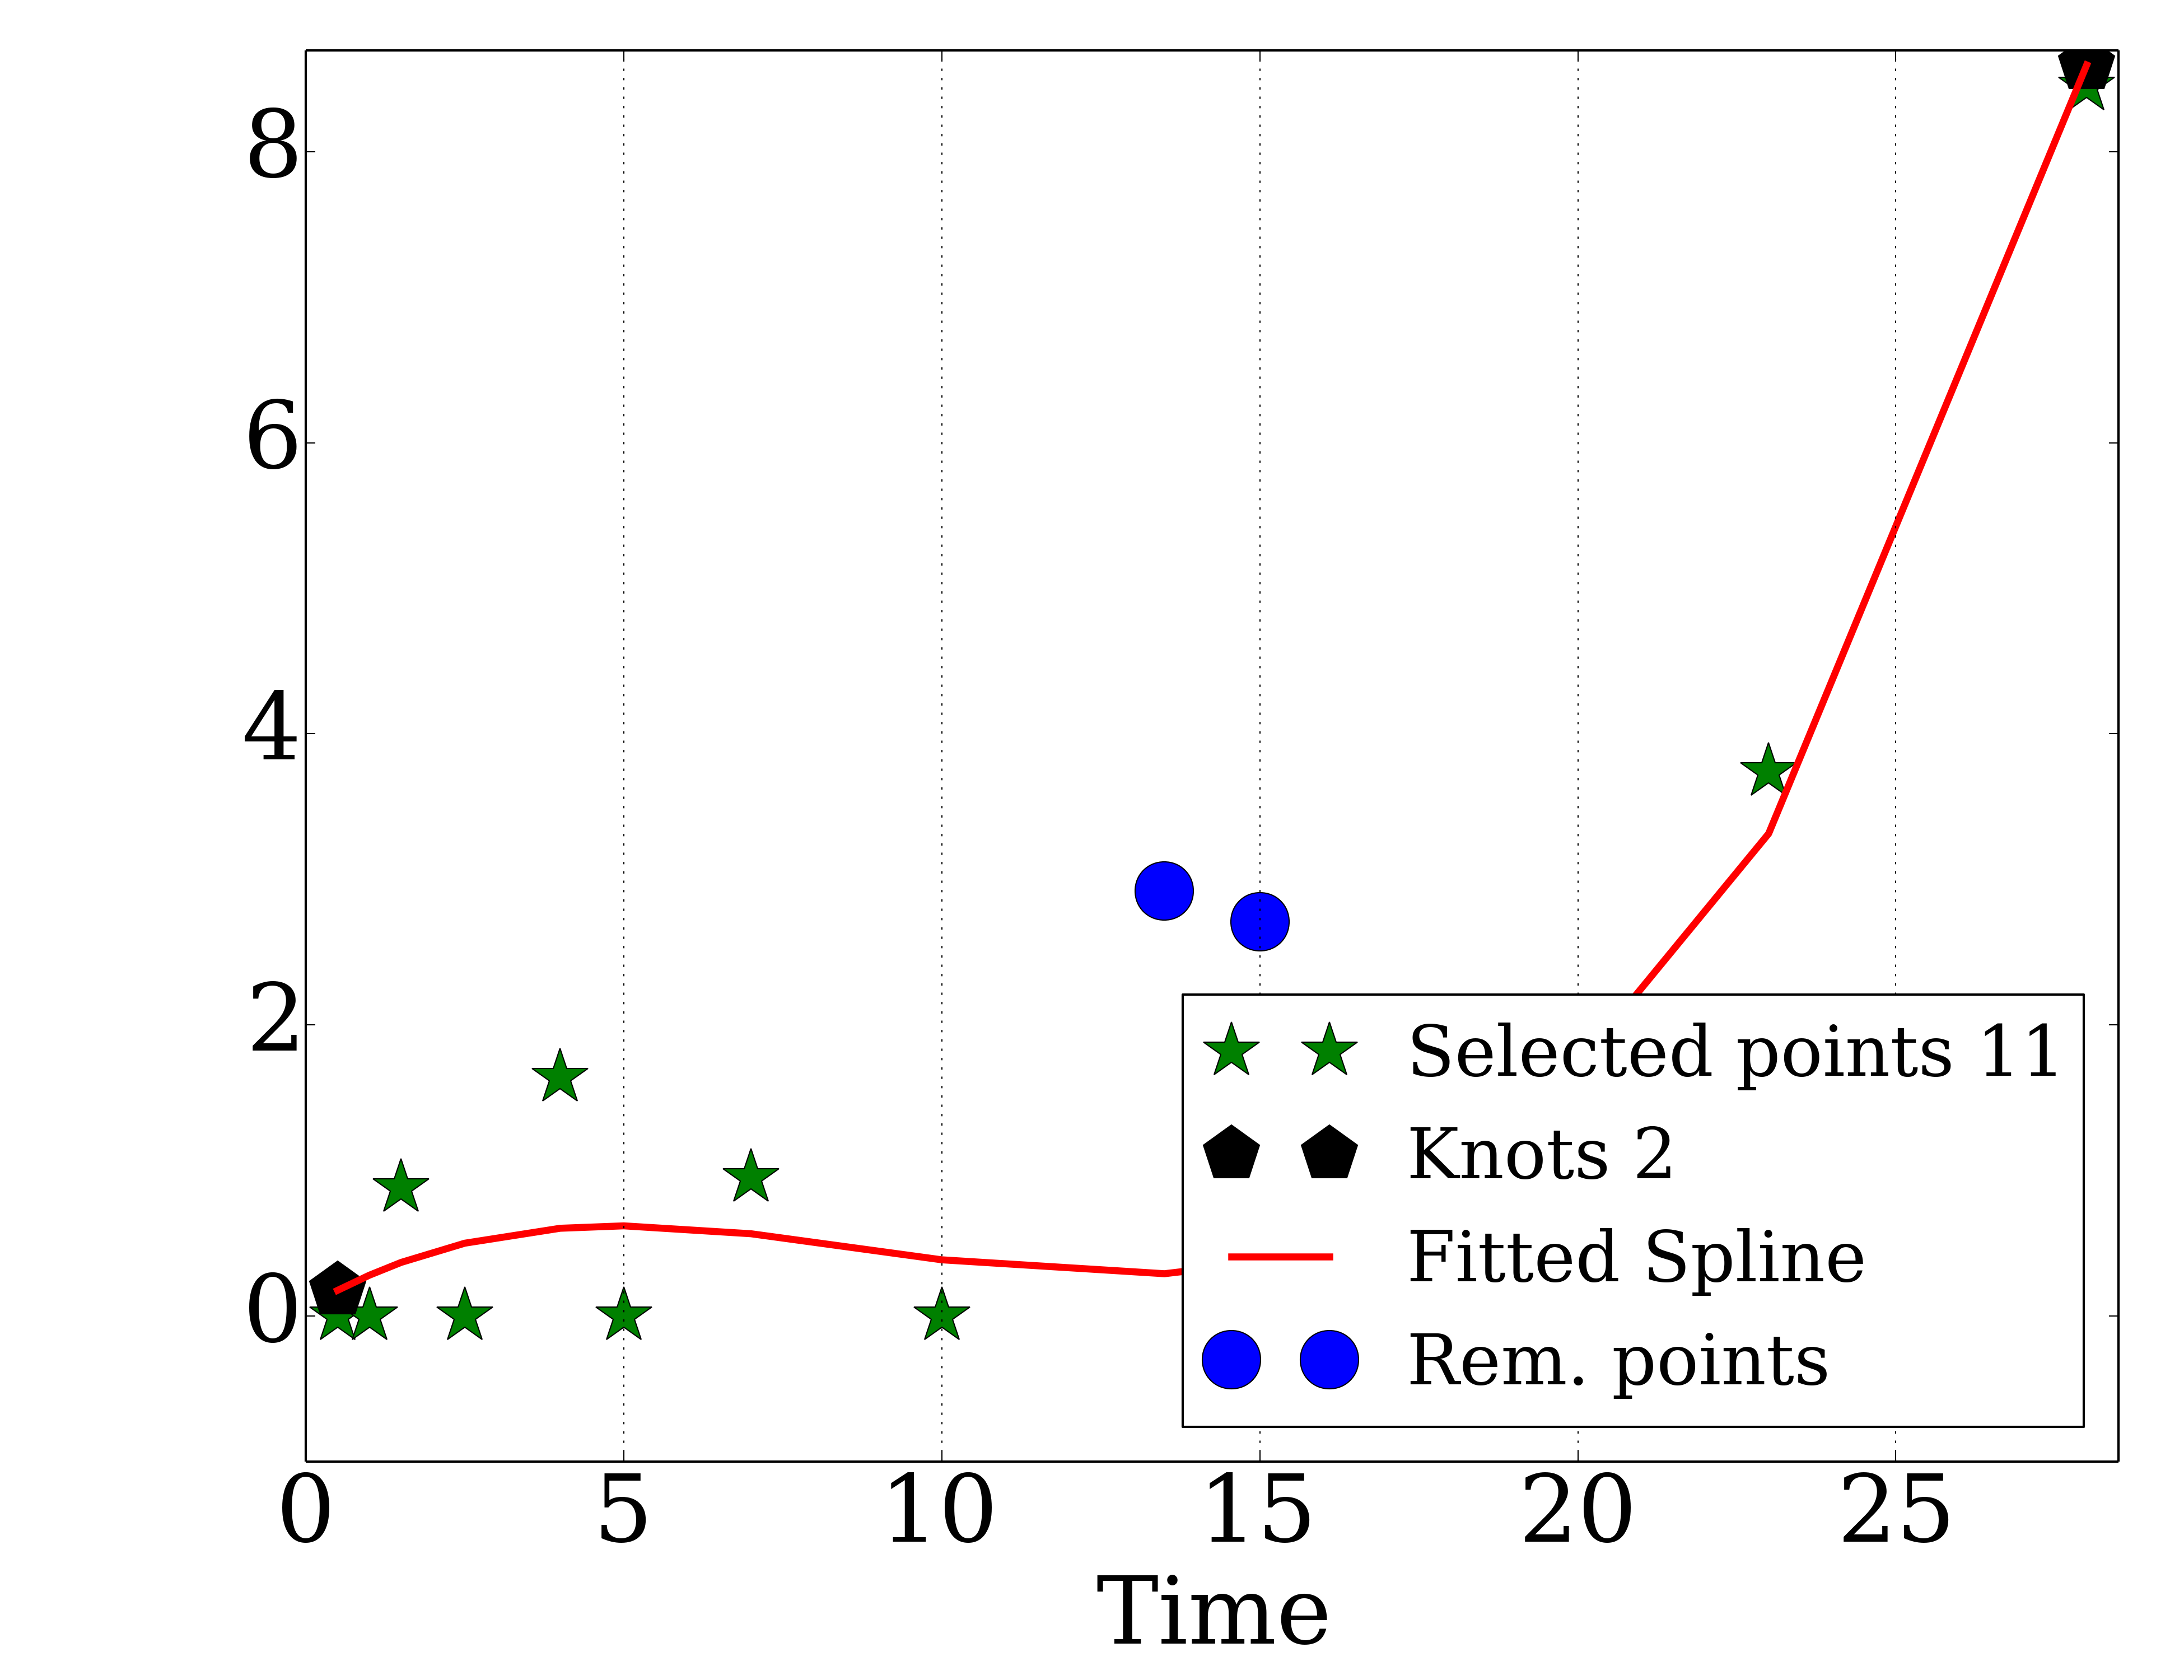 8
6
4
2
0
Selected points 11
Knots 2
Fitted Spline
Rem. points
0 5 10 15 20 25
Time